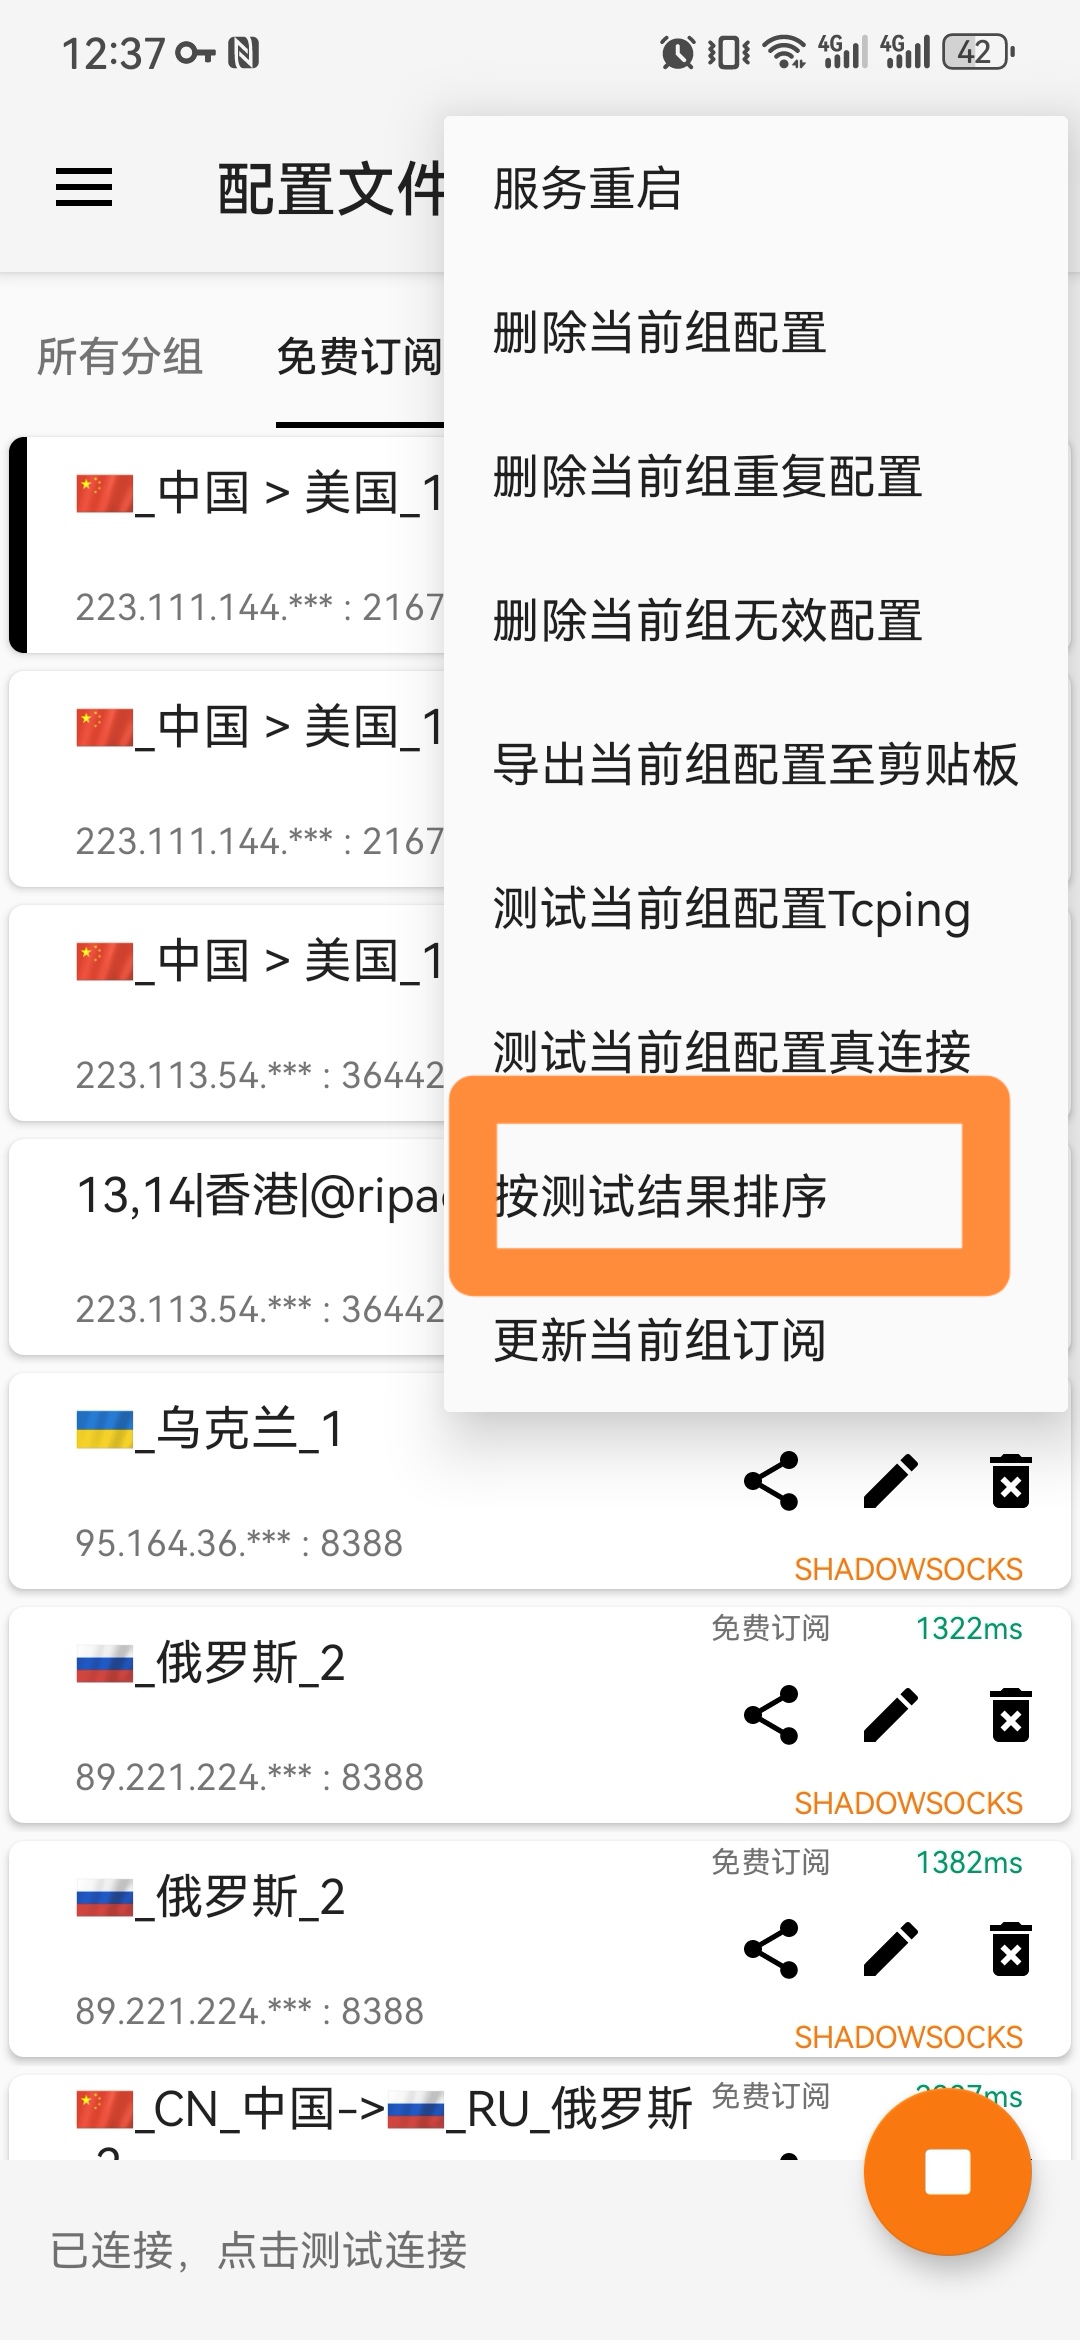 12:37
4G 4G 42
配置文件
服务重启
删除当前组配置
删除当前组重复配置
删除当前组无效配置
导出当前组配置至剪贴板
测试当前组配置Tcping
测试当前组配置真连接
按测试结果排序
更新当前组订阅
所有分组 免费订阅
_中国 > 美国_1
223.111.144.*** : 2167
_中国 > 美国_1
223.111.144.*** : 2167
_中国 > 美国_1
223.113.54.*** : 36442
13,14|香港|@ripa
223.113.54.*** : 36442
_乌克兰_1
95.164.36.*** : 8388
SHADOWSOCKS
免费订阅 1322ms
_俄罗斯_2
89.221.224.*** : 8388
SHADOWSOCKS
免费订阅 1382ms
_俄罗斯_2
89.221.224.*** : 8388
SHADOWSOCKS
_CN_中国->_RU_俄罗斯 免费订阅
已连接，点击测试连接